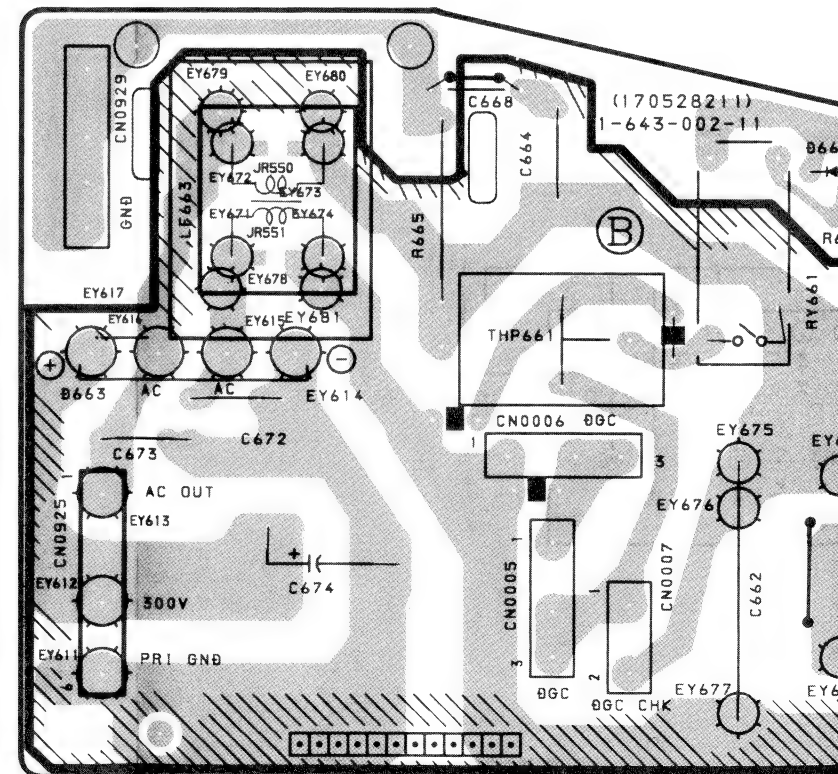 EY679
EY680
CN0929
C668
(170528211)
1-643-002-11
C664
JR550
EY672
EY673
EY671
EY674
JR551
LF663
GND
R665
B
EY678
EY617
EY616
EY615
EY681
THP661
RY661
+
-
D663
AC
AC
EY614
CN0006 DGC
1
3
C672
C673
EY675
1
AC OUT
EY613
CN0925
EY676
+
C674
EY612
300V
CN0005
1
3
DGC
CN0007
1
2
DGC CHK
C662
EY611
PRI GND
6
EY677